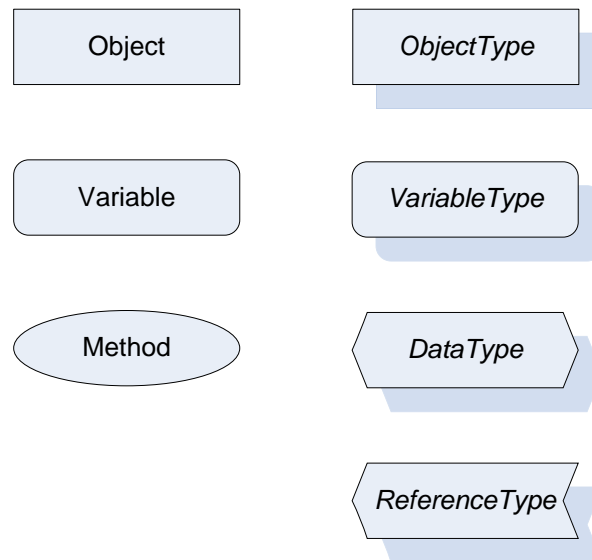 Object
ObjectType
Variable
VariableType
Method
DataType
ReferenceType